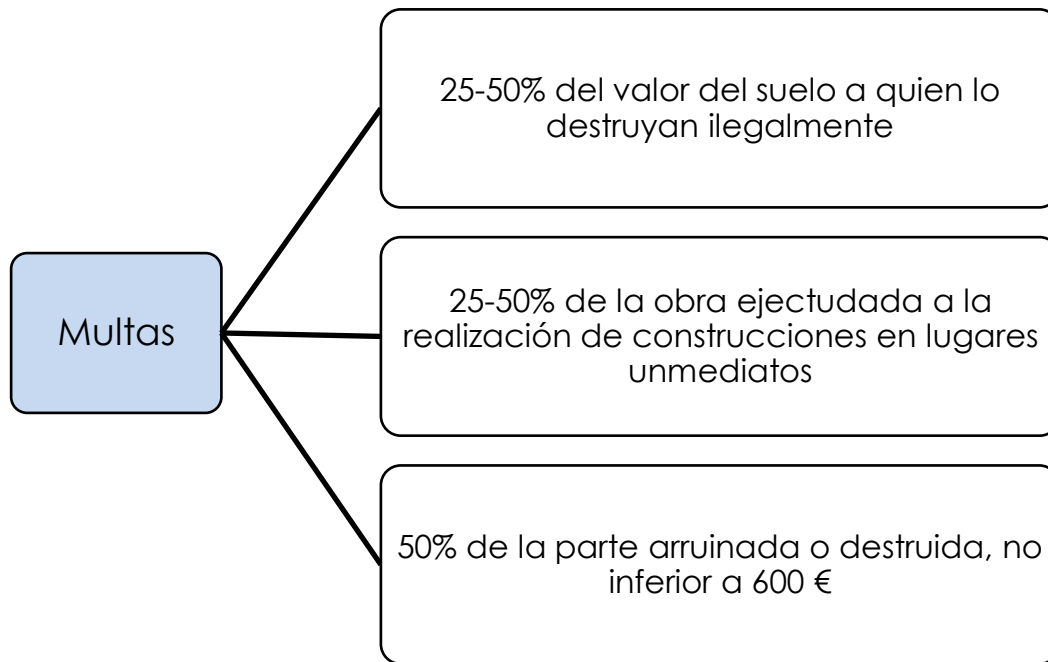 Multas
25-50% del valor del suelo a quien lo
destruyan ilegalmente
25-50% de la obra ejectudada a la
realización de construcciones en lugares
unmediatos
50% de la parte arruinada o destruida, no
inferior a 600 €